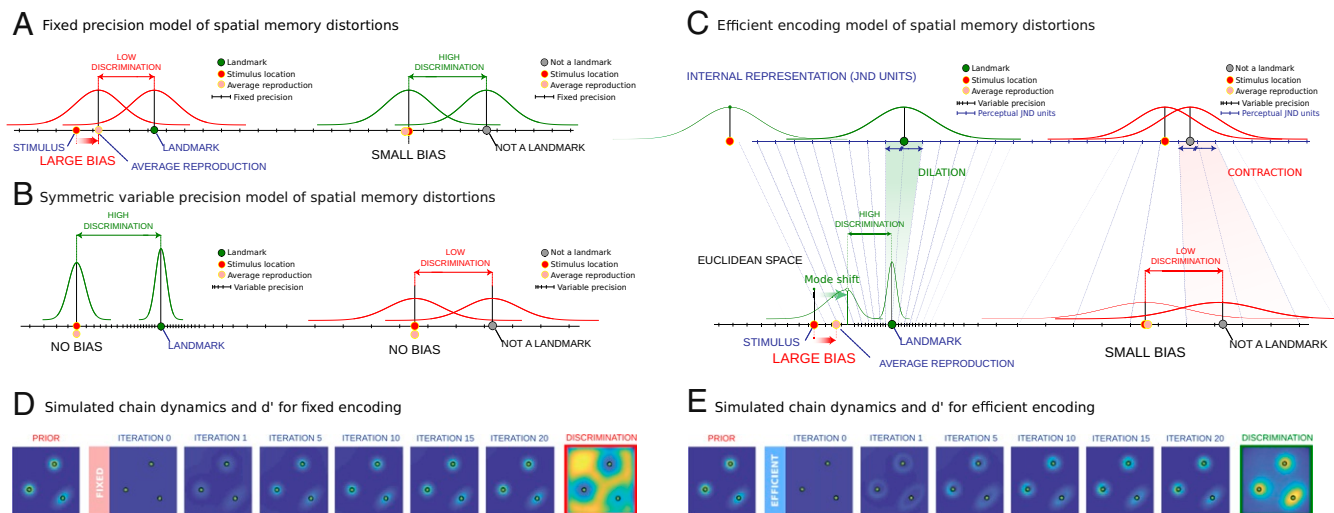 A Fixed precision model of spatial memory distortions
LOW
DISCRIMINATION
Landmark
Stimulus location
Average reproduction
Fixed precision
HIGH
DISCRIMINATION
Not a landmark
Stimulus location
Average reproduction
Fixed precision
STIMULUS
LARGE BIAS
LANDMARK
AVERAGE REPRODUCTION
SMALL BIAS
NOT A LANDMARK
B Symmetric variable precision model of spatial memory distortions
HIGH
DISCRIMINATION
Landmark
Stimulus location
Average reproduction
Variable precision
LOW
DISCRIMINATION
Not a landmark
Stimulus location
Average reproduction
Variable precision
NO BIAS
LANDMARK
NO BIAS
NOT A LANDMARK
C Efficient encoding model of spatial memory distortions
INTERNAL REPRESENTATION (JND UNITS)
Landmark
Stimulus location
Average reproduction
Variable precision
Perceptual JND units
Not a landmark
Stimulus location
Average reproduction
Variable precision
Perceptual JND units
DILATION
CONTRACTION
HIGH
DISCRIMINATION
LOW
DISCRIMINATION
EUCLIDEAN SPACE
Mode shift
STIMULUS
LARGE BIAS
LANDMARK
AVERAGE REPRODUCTION
SMALL BIAS
NOT A LANDMARK
D Simulated chain dynamics and d' for fixed encoding
PRIOR
FIXED
ITERATION 0
ITERATION 1
ITERATION 5
ITERATION 10
ITERATION 15
ITERATION 20
DISCRIMINATION
E Simulated chain dynamics and d' for efficient encoding
PRIOR
EFFICIENT
ITERATION 0
ITERATION 1
ITERATION 5
ITERATION 10
ITERATION 15
ITERATION 20
DISCRIMINATION